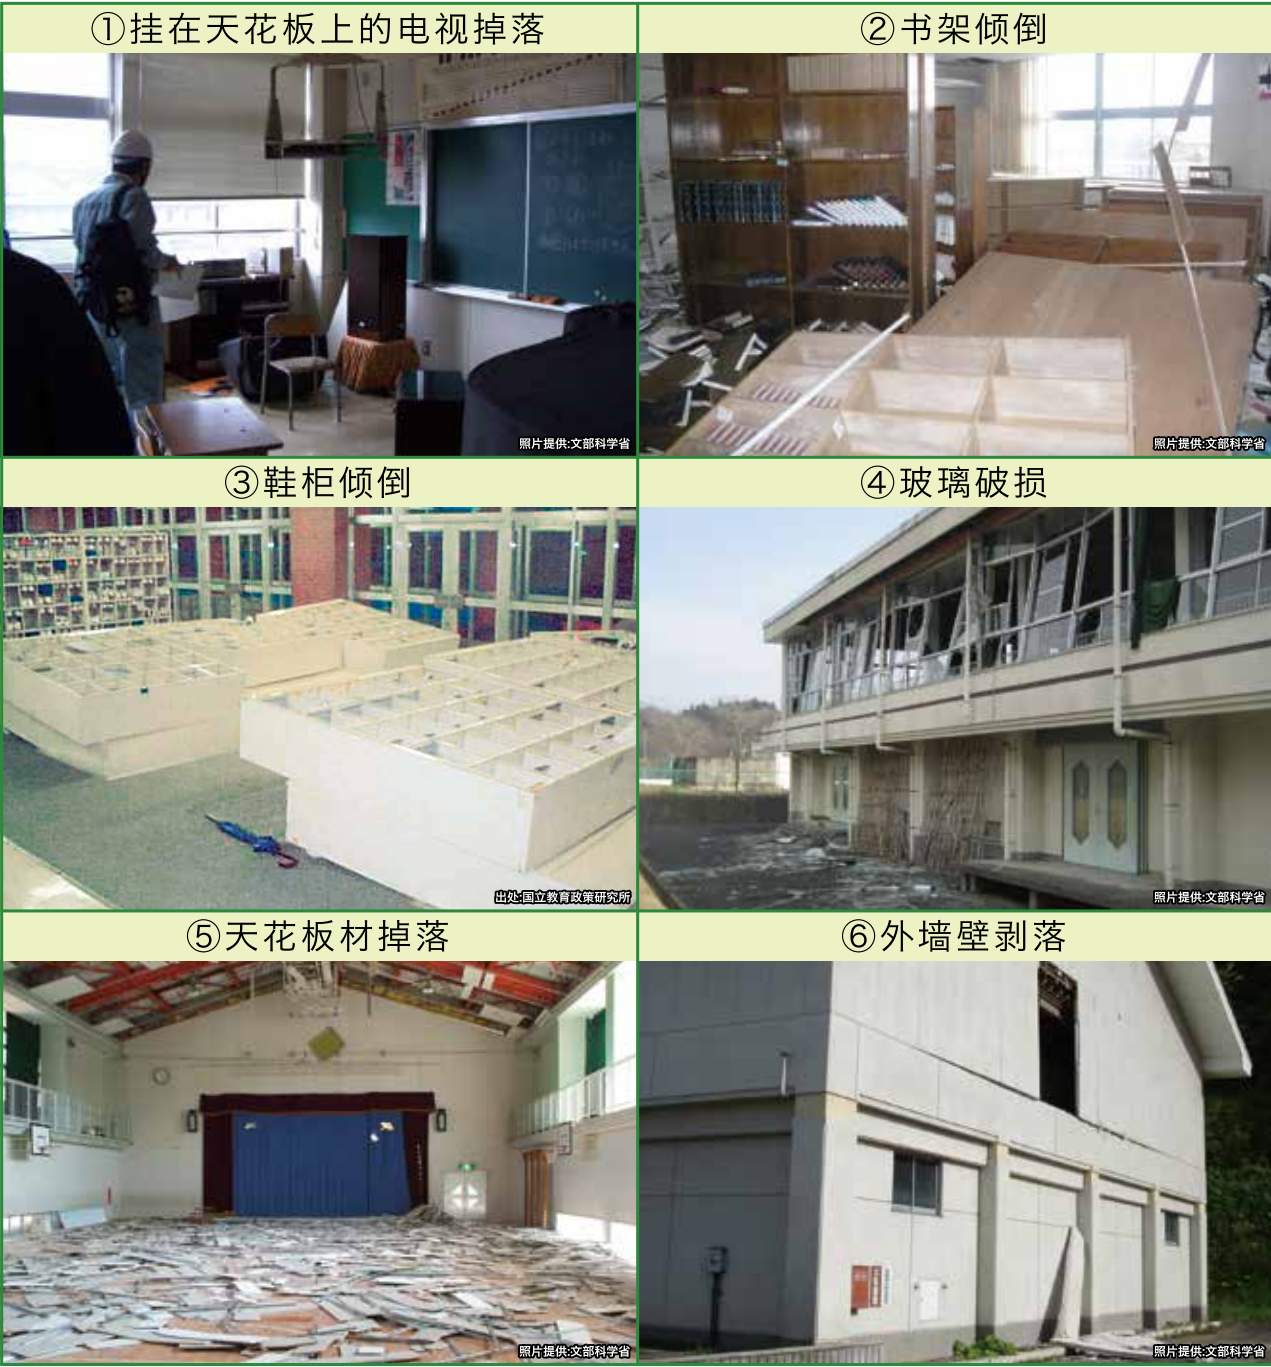 ①挂在天花板上的电视掉落
②书架倾倒
照片提供:文部科学省
照片提供:文部科学省
③鞋柜倾倒
④玻璃破损
出处:国立教育政策研究所
照片提供:文部科学省
⑤天花板材掉落
⑥外墙壁剥落
照片提供:文部科学省
照片提供:文部科学省